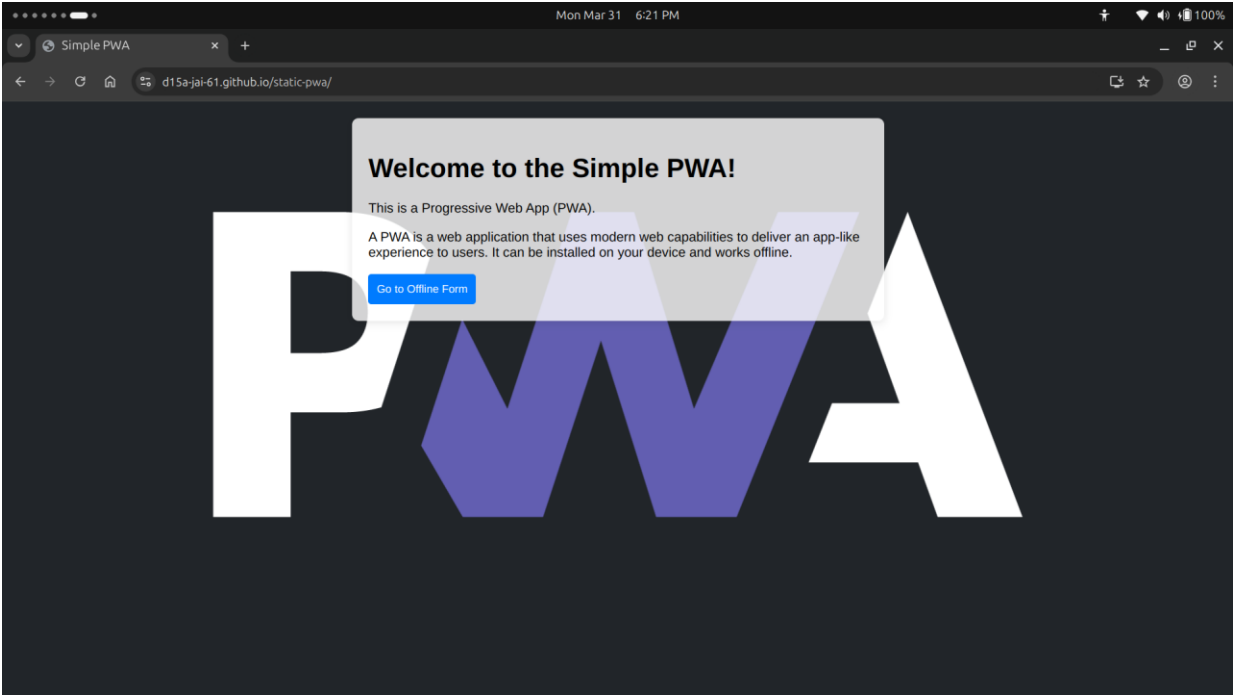 Mon Mar 31 6:21 PM
100%
Simple PWA
d15a-jai-61.github.io/static-pwa/
Welcome to the Simple PWA!
This is a Progressive Web App (PWA).
A PWA is a web application that uses modern web capabilities to deliver an app-like
experience to users. It can be installed on your device and works offline.
Go to Offline Form
PWA